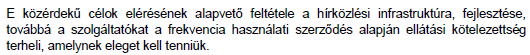 E közérdekű célok elérésének alapvető feltétele a hírközlési infrastruktúra, fejlesztése,
továbbá a szolgáltatókat a frekvencia használati szerződés alapján ellátási kötelezettség
terheli, amelynek eleget kell tenniük.